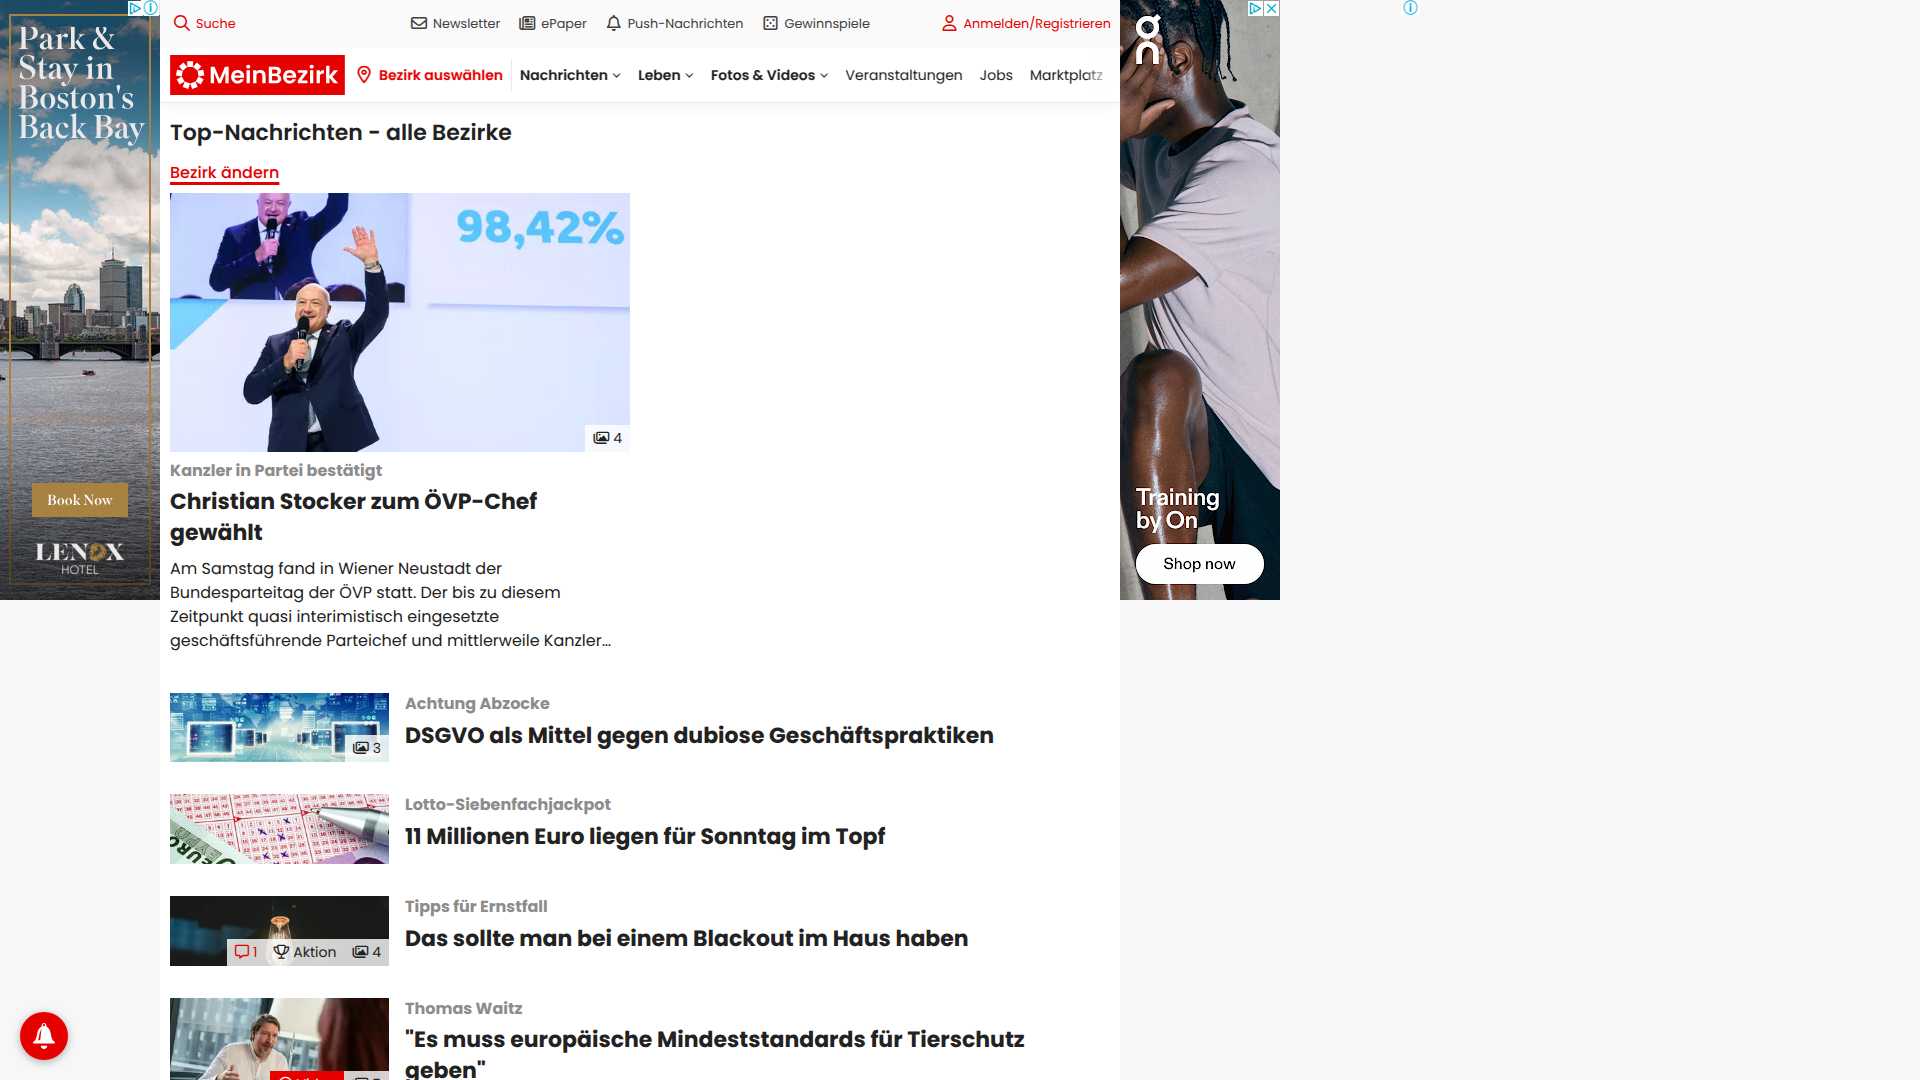 Park &
Stay in
Boston's
Back Bay
Book Now
LENOX
HOTEL
Suche
Newsletter
ePaper
Push-Nachrichten
Gewinnspiele
Anmelden/Registrieren
MeinBezirk
Bezirk auswählen
Nachrichten
Leben
Fotos & Videos
Veranstaltungen
Jobs
Marktplatz
Top-Nachrichten - alle Bezirke
Bezirk ändern
98,42%
4
Kanzler in Partei bestätigt
Christian Stocker zum ÖVP-Chef
gewählt
Am Samstag fand in Wiener Neustadt der
Bundesparteitag der ÖVP statt. Der bis zu diesem
Zeitpunkt quasi interimistisch eingesetzte
geschäftsführende Parteichef und mittlerweile Kanzler...
3
Achtung Abzocke
DSGVO als Mittel gegen dubiose Geschäftspraktiken
EURO
Lotto-Siebenfachjackpot
11 Millionen Euro liegen für Sonntag im Topf
1
Aktion
4
Tipps für Ernstfall
Das sollte man bei einem Blackout im Haus haben
Thomas Waitz
"Es muss europäische Mindeststandards für Tierschutz
geben"
on
Training
by On
Shop now